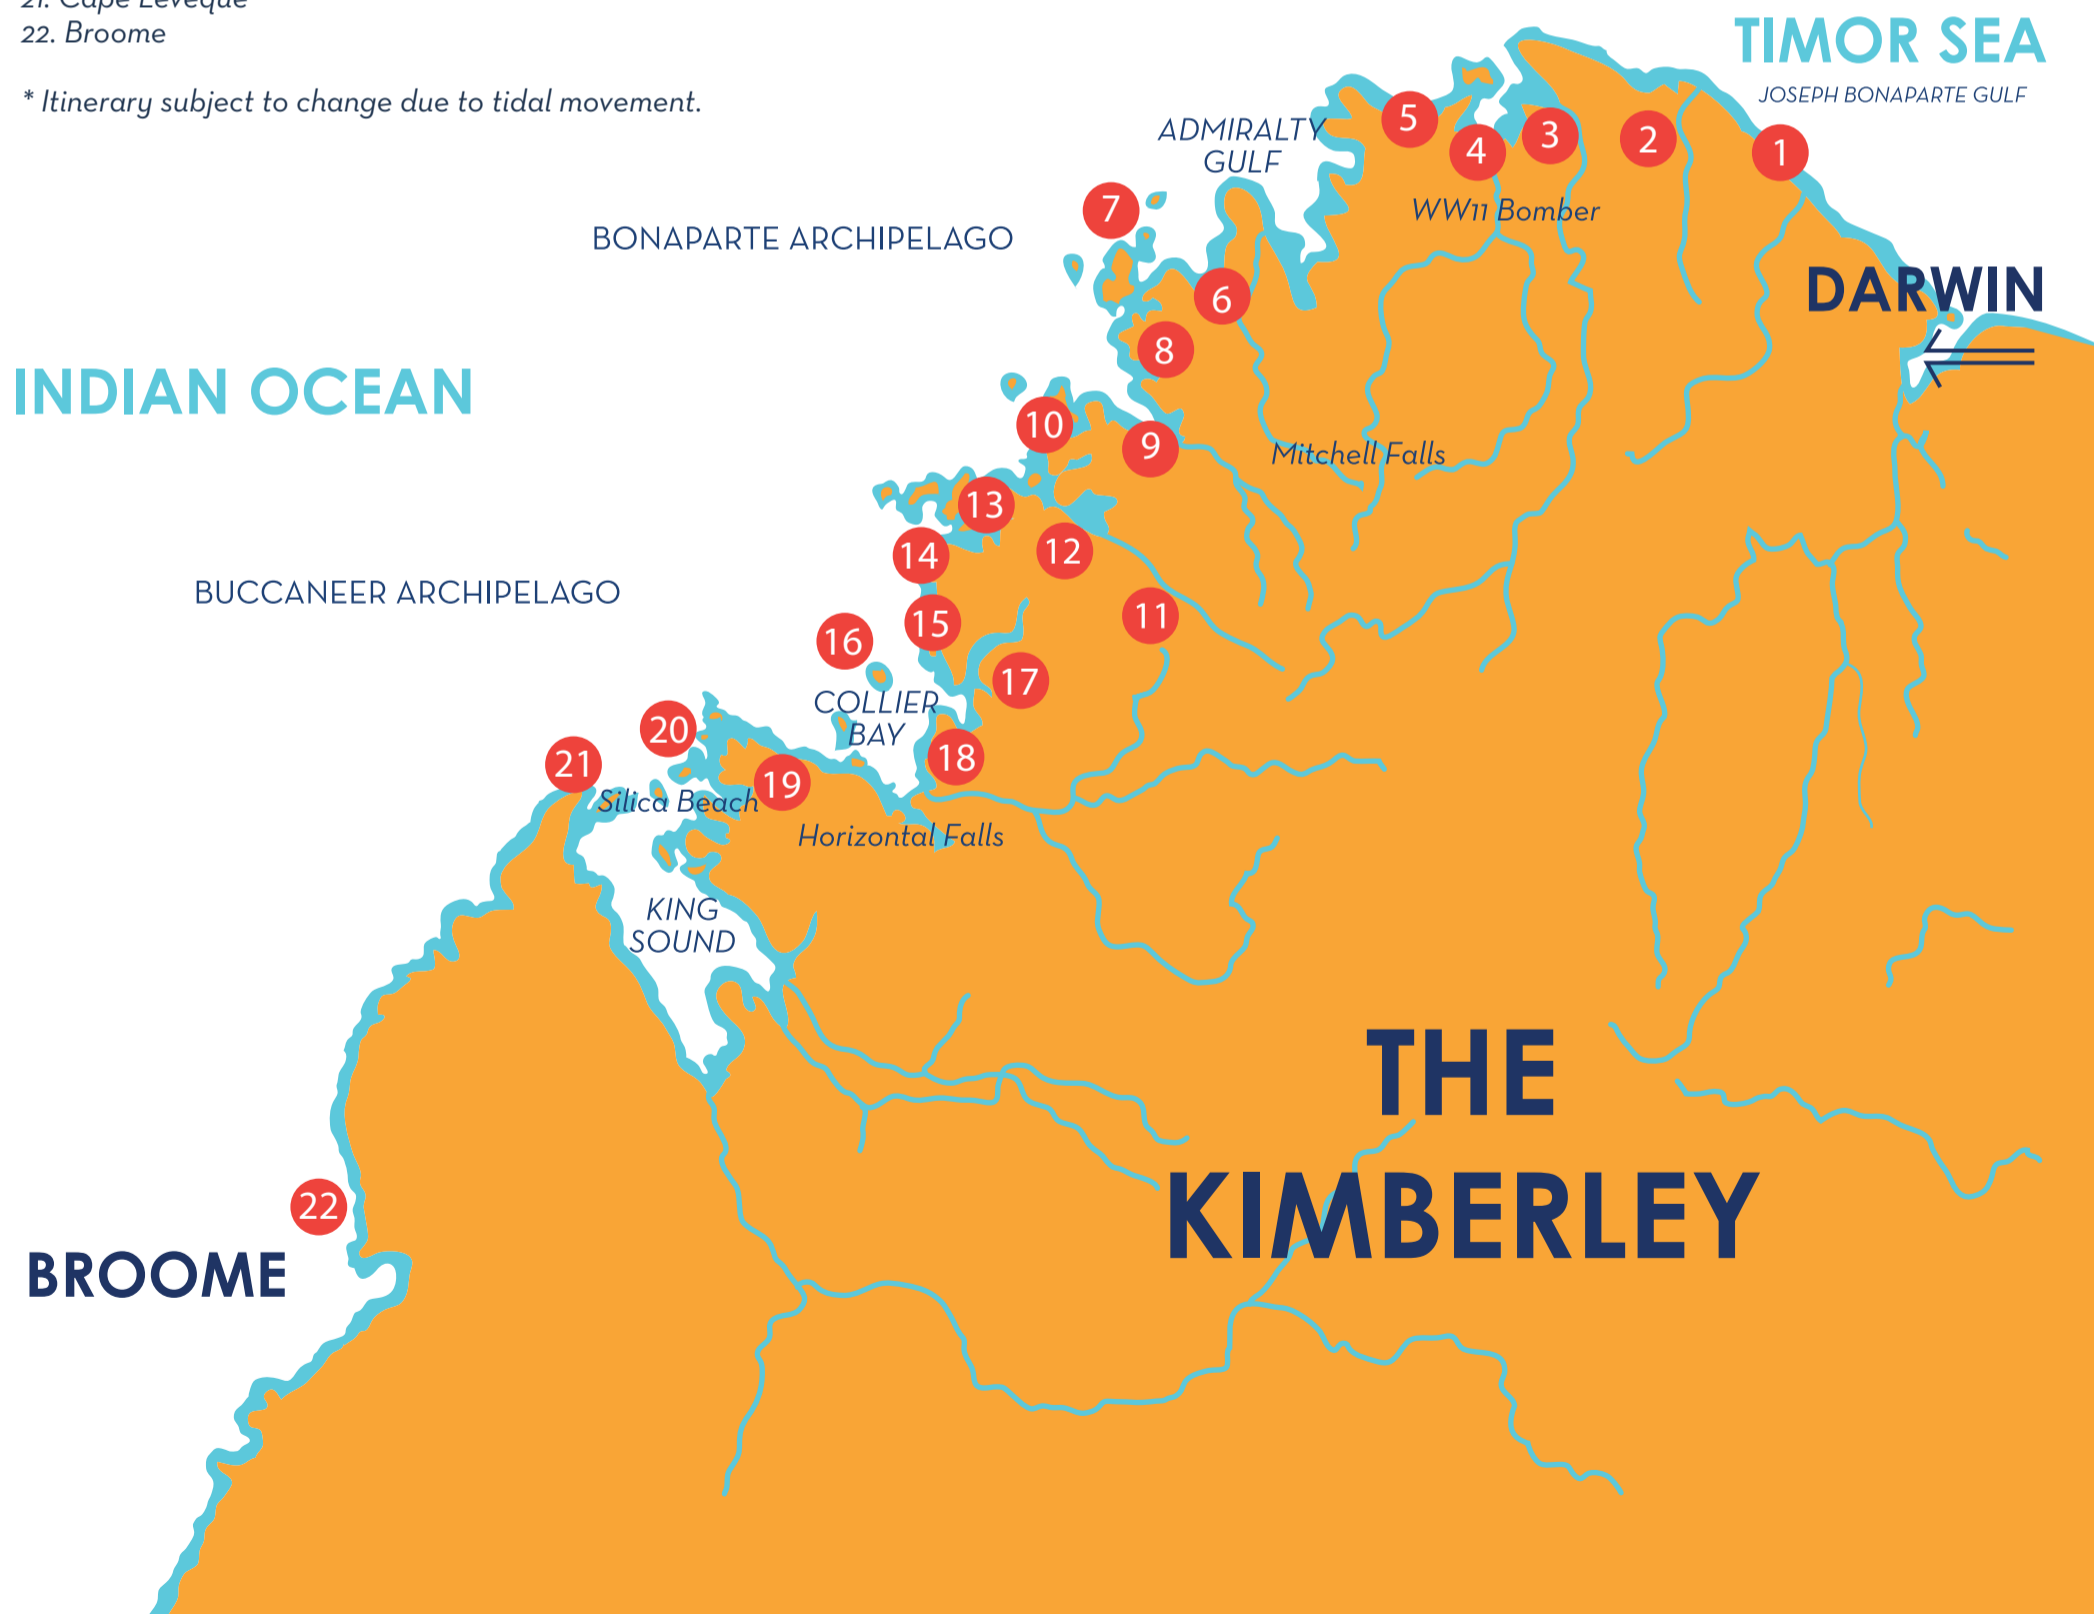 21. Cape Leveque
22. Broome
* Itinerary subject to change due to tidal movement.
TIMOR SEA
JOSEPH BONAPARTE GULF
5
4
3
2
1
ADMIRALTY
GULF
7
WW11 Bomber
BONAPARTE ARCHIPELAGO
6
DARWIN
8
INDIAN OCEAN
10
9
Mitchell Falls
13
14
12
BUCCANEER ARCHIPELAGO
11
15
16
17
COLLIER
BAY
20
18
21
19
Silica Beach
Horizontal Falls
KING
SOUND
THE
KIMBERLEY
22
BROOME